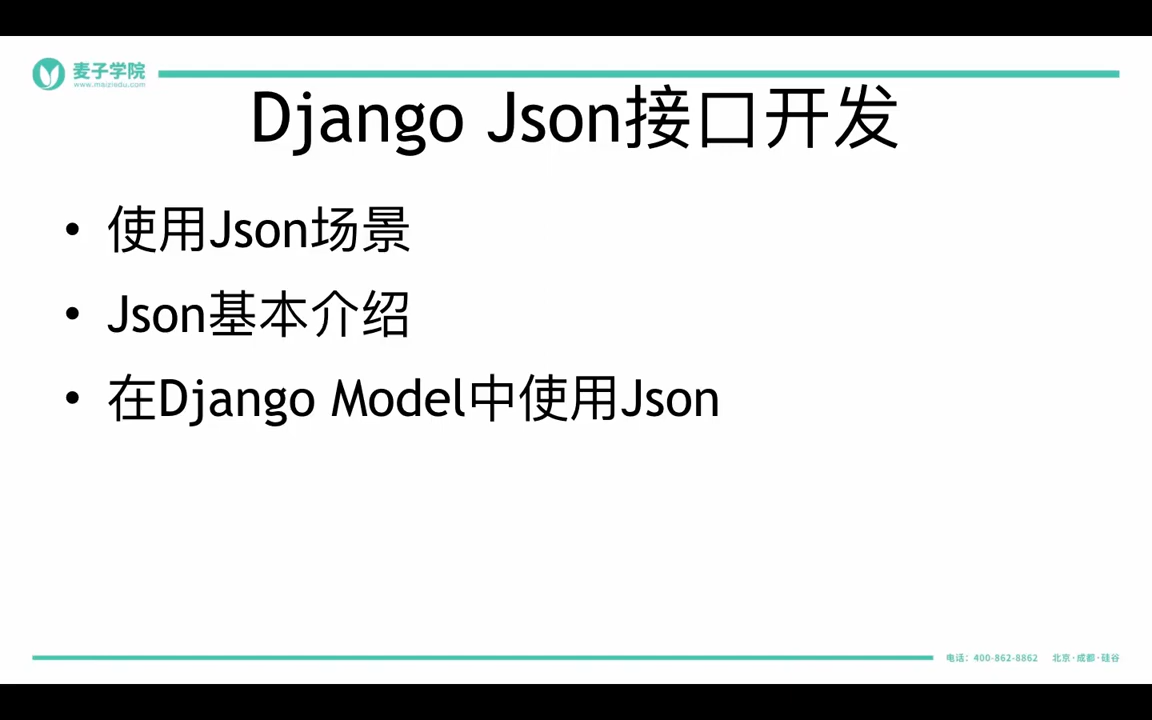 麦子学院
www.maiziedu.com
Django Json接口开发
• 使用Json场景
• Json基本介绍
• 在Django Model中使用Json
电话：400-862-8862 北京·成都·硅谷